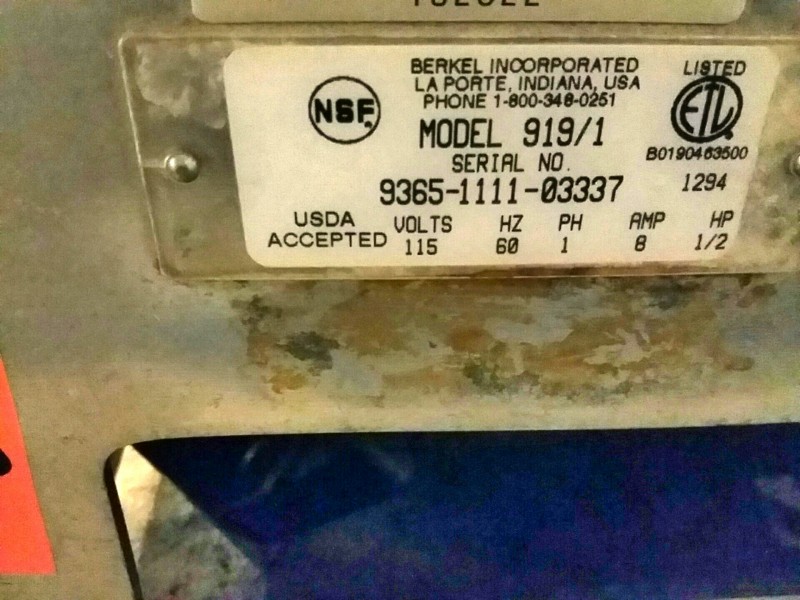 BERKEL INCORPORATED
LA PORTE, INDIANA, USA
PHONE 1-800-348-0251
LISTED
NSF.
ETL
MODEL 919/1
B0190463500
SERIAL NO.
9365-1111-03337
1294
USDA
ACCEPTED
VOLTS HZ PH AMP HP
115 60 1 8 1/2